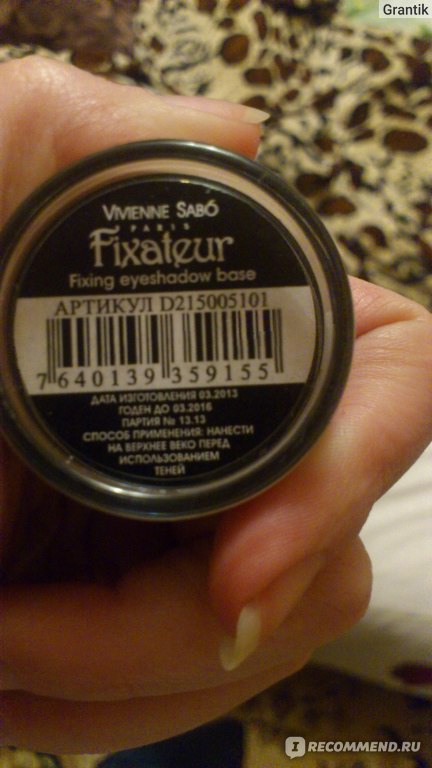 Grantik
VIVIENNE SABÓ
PARIS
Fixateur
Fixing eyeshadow base
АРТИКУЛ D215005101
7 640139 359155
ДАТА ИЗГОТОВЛЕНИЯ 03.2013
ГОДЕН ДО 03.2016
ПАРТИЯ № 13.13
СПОСОБ ПРИМЕНЕНИЯ: НАНЕСТИ
НА ВЕРХНЕЕ ВЕКО ПЕРЕД
ИСПОЛЬЗОВАНИЕМ
ТЕНЕЙ
IRECOMMEND.RU